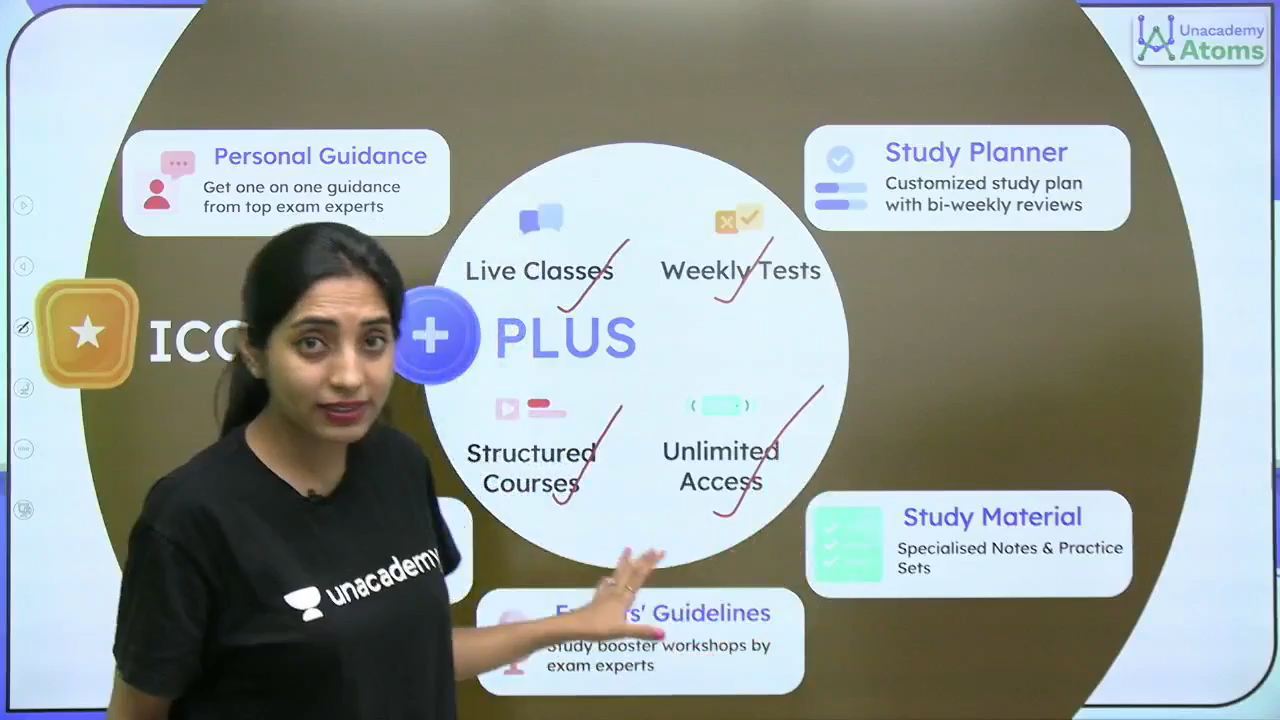 Unacademy
Atoms
Personal Guidance
Get one on one guidance
from top exam experts
Study Planner
Customized study plan
with bi-weekly reviews
Live Classes
Weekly Tests
PLUS
Structured
Courses
Unlimited
Access
Study Material
Specialised Notes & Practice
Sets
unacademy
Guidelines
Study booster workshops by
exam experts